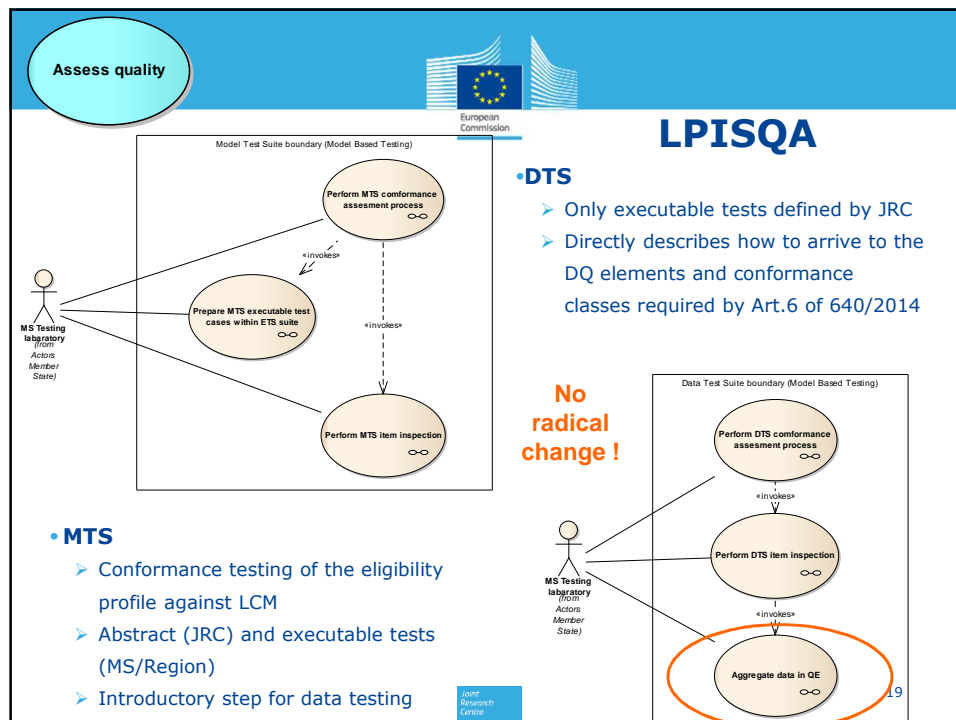 Assess quality
European
Commission
LPISQA
Model Test Suite boundary (Model Based Testing)
Perform MTS comformance
assesment process
«invokes»
Prepare MTS executable test
cases within ETS suite
«invokes»
MS Testing
labaratory
(from
Actors
Member
State)
Perform MTS item inspection
•DTS
➢ Only executable tests defined by JRC
➢ Directly describes how to arrive to the
DQ elements and conformance
classes required by Art.6 of 640/2014
No
radical
change !
Data Test Suite boundary (Model Based Testing)
Perform DTS comformance
assesment process
«invokes»
Perform DTS item inspection
MS Testing
labaratory
(from
Actors
Member
State)
«invokes»
Aggregate data in QE
• MTS
➢ Conformance testing of the eligibility
profile against LCM
➢ Abstract (JRC) and executable tests
(MS/Region)
➢ Introductory step for data testing
Joint
Research
Centre
19